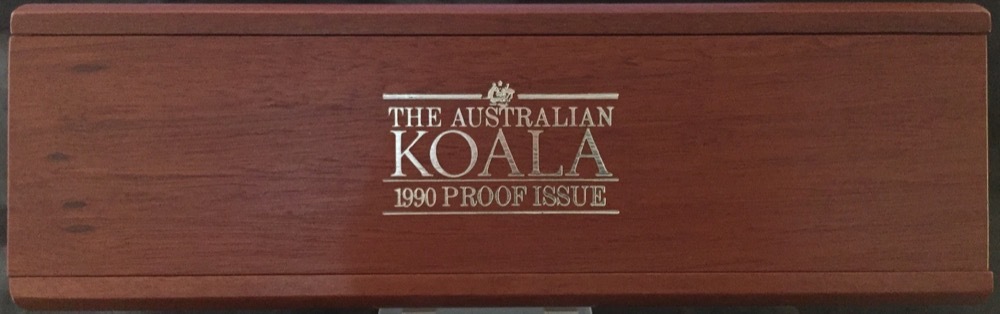 THE AUSTRALIAN
KOALA
1990 PROOF ISSUE